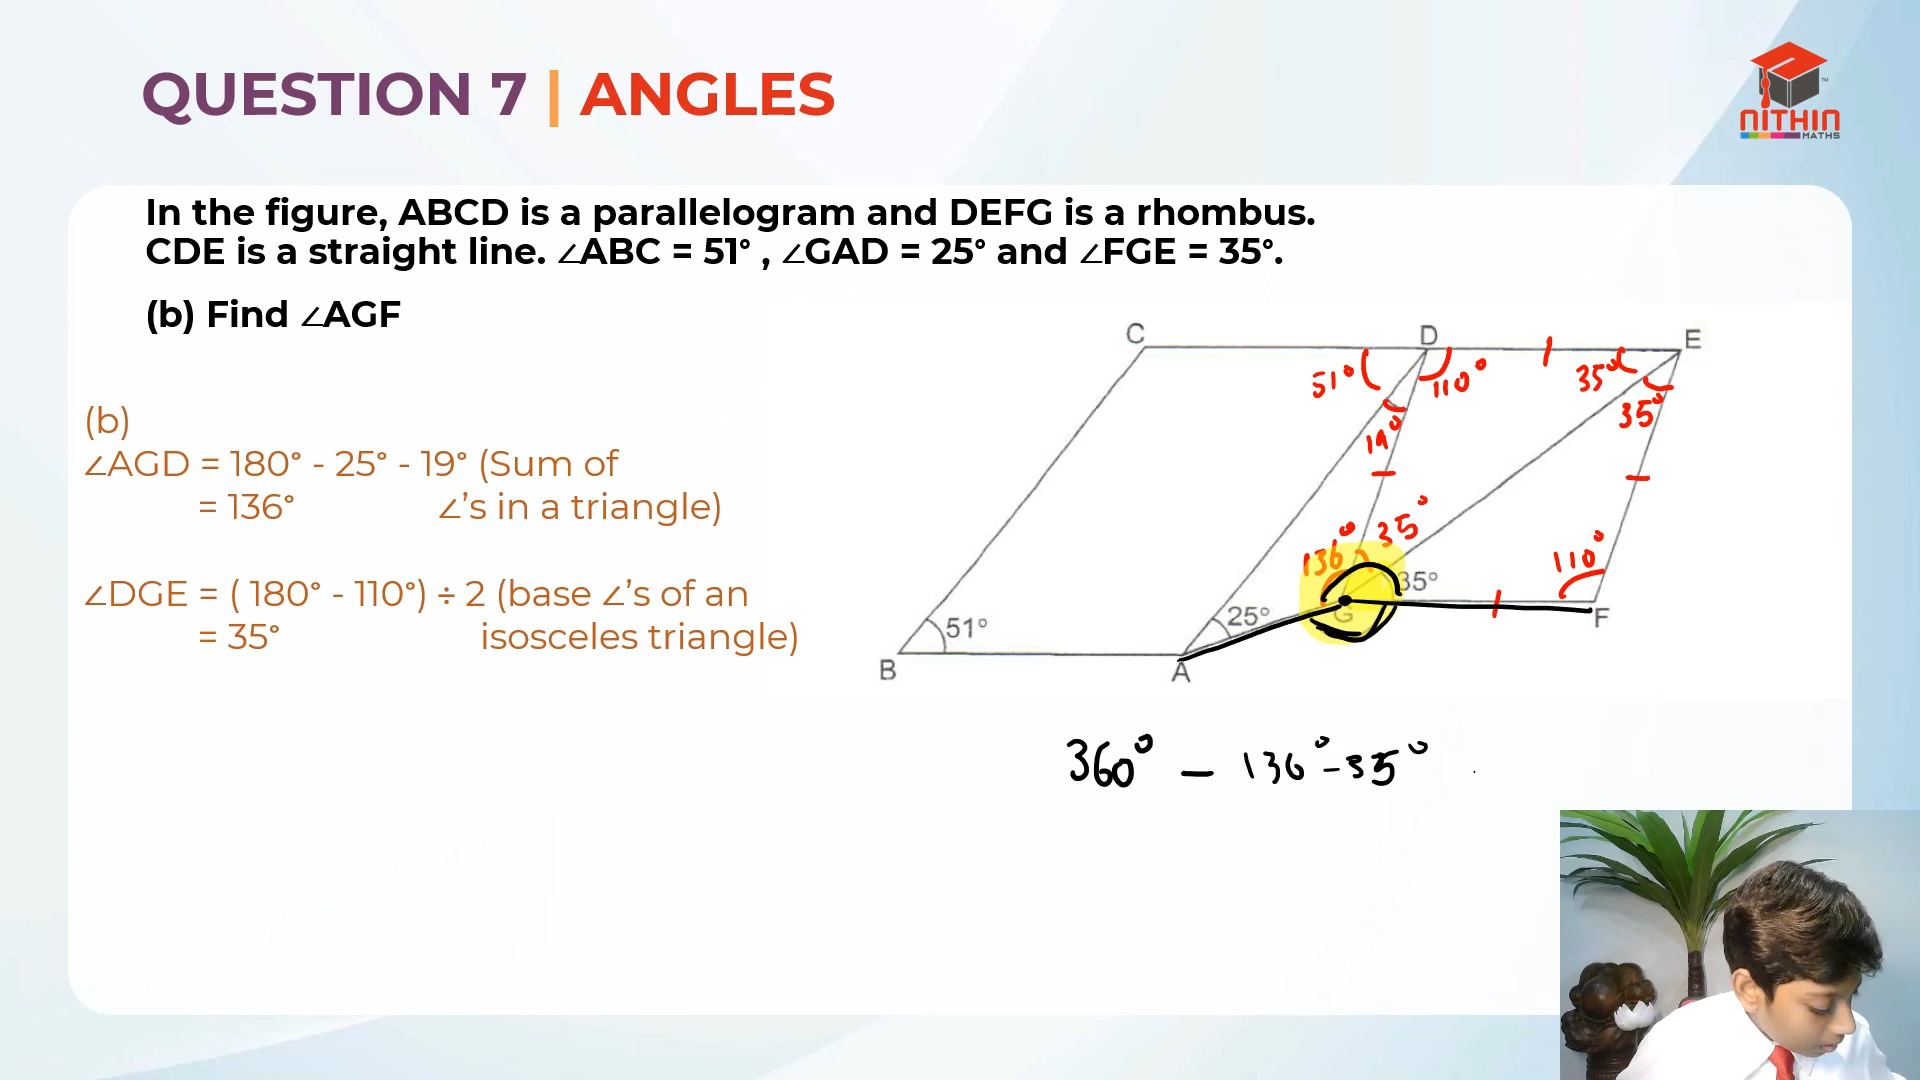 QUESTION 7 | ANGLES
NITHIN
MATHS
TM
In the figure, ABCD is a parallelogram and DEFG is a rhombus.
CDE is a straight line. ∠ABC = 51° , ∠GAD = 25° and ∠FGE = 35°.
(b) Find ∠AGF
(b)
∠AGD = 180° - 25° - 19° (Sum of
= 136° ∠’s in a triangle)
∠DGE = ( 180° - 110°) ÷ 2 (base ∠’s of an
= 35° isosceles triangle)
C D E
51° 110° 35°
35°
19°
136° 35°
110°
35°
25° G F
51°
B A
360° - 136° - 35°